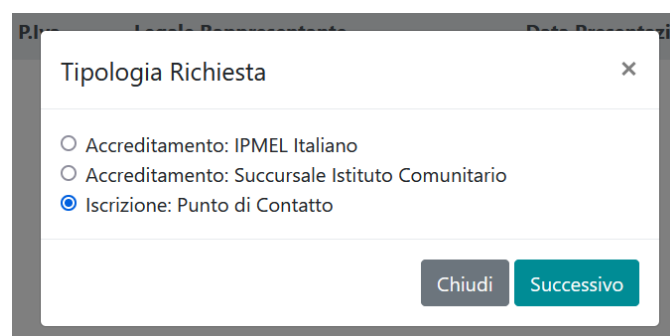 Tipologia Richiesta ×
Accreditamento: IPMEL Italiano
Accreditamento: Succursale Istituto Comunitario
Iscrizione: Punto di Contatto
Chiudi Successivo